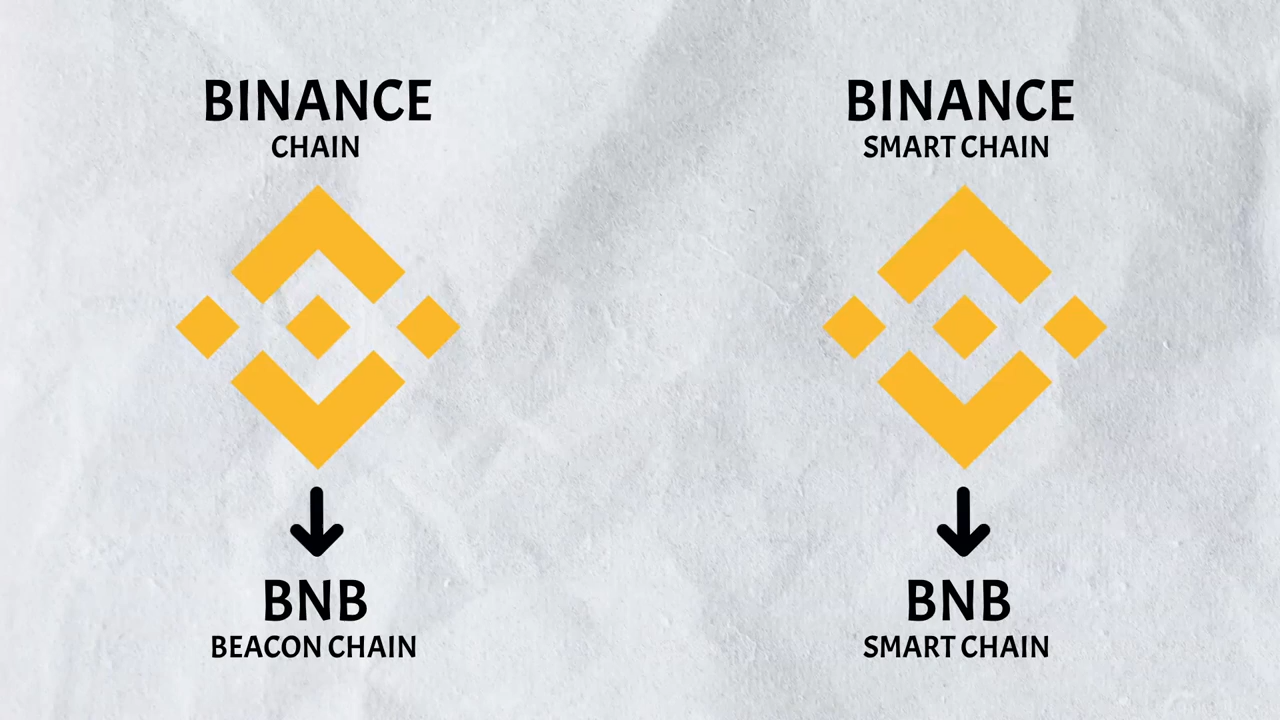 BINANCE
CHAIN
BNB
BEACON CHAIN
BINANCE
SMART CHAIN
BNB
SMART CHAIN